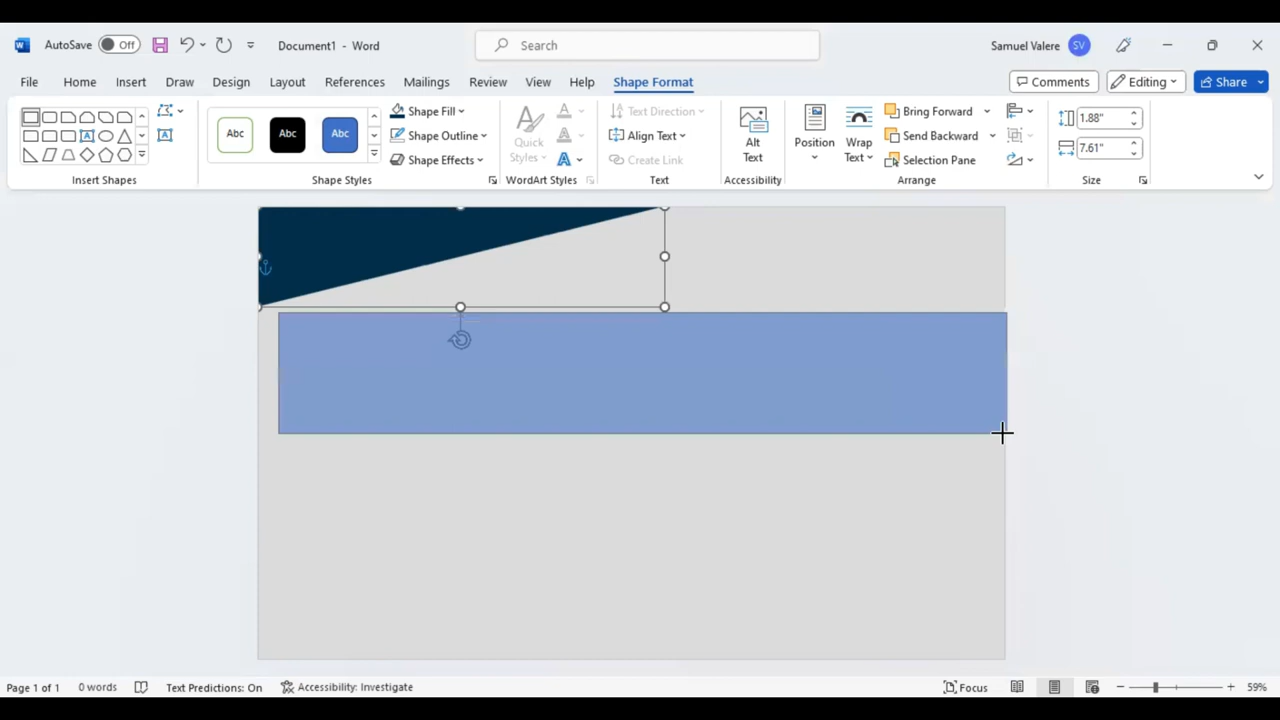 AutoSave Off Document1 - Word Search Samuel Valere SV
File Home Insert Draw Design Layout References Mailings Review View Help Shape Format Comments Editing Share
Abc Abc Abc Shape Fill A Text Direction Bring Forward 1.88"
Shape Outline Quick Styles A Align Text Alt Text Position Wrap Text Send Backward 7.61"
Shape Effects A Create Link Selection Pane
Insert Shapes Shape Styles WordArt Styles Text Accessibility Arrange Size
Page 1 of 1 0 words Text Predictions: On Accessibility: Investigate Focus 59%